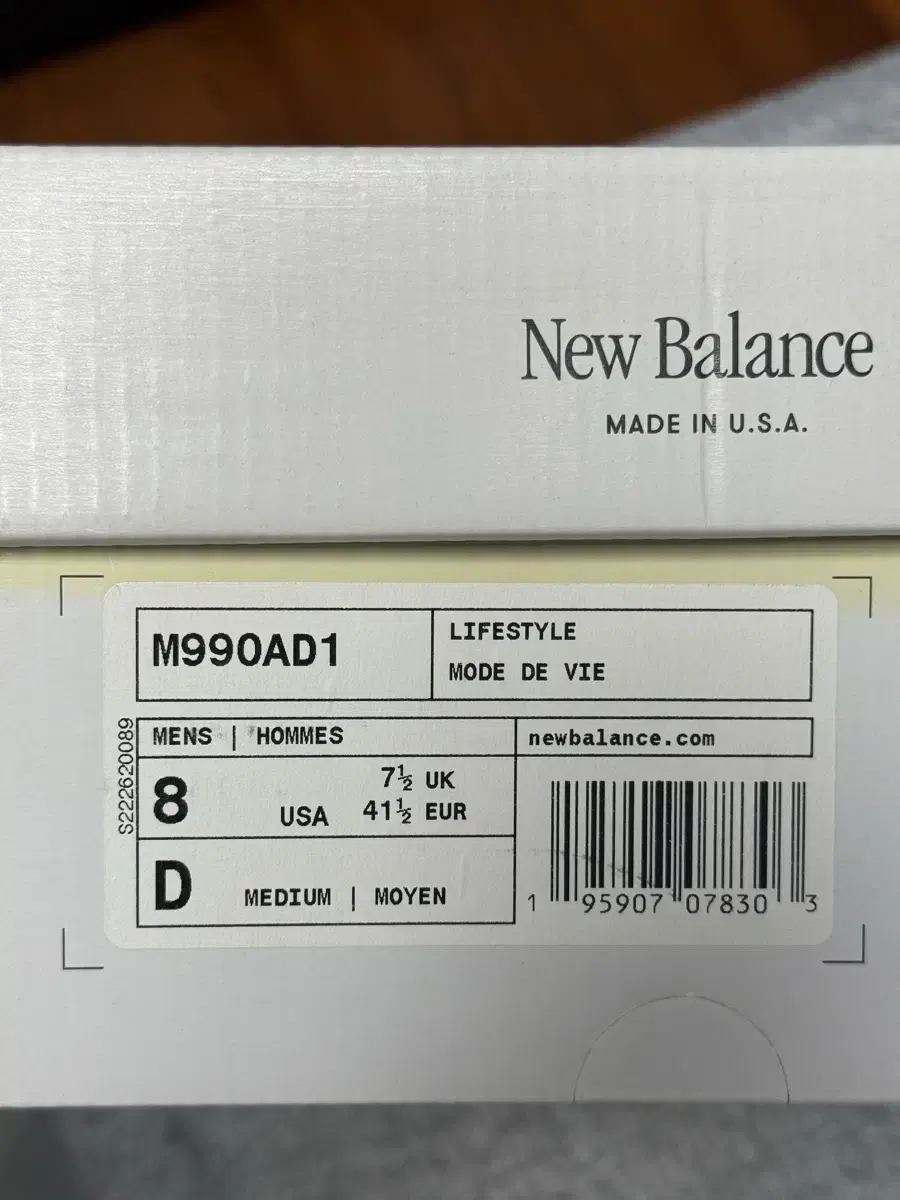 New Balance
MADE IN U.S.A.
M990AD1
LIFESTYLE
MODE DE VIE
S222620089
MENS | HOMMES
newbalance.com
8 USA 7½ UK
41½ EUR
D MEDIUM | MOYEN
1 95907 07830 3